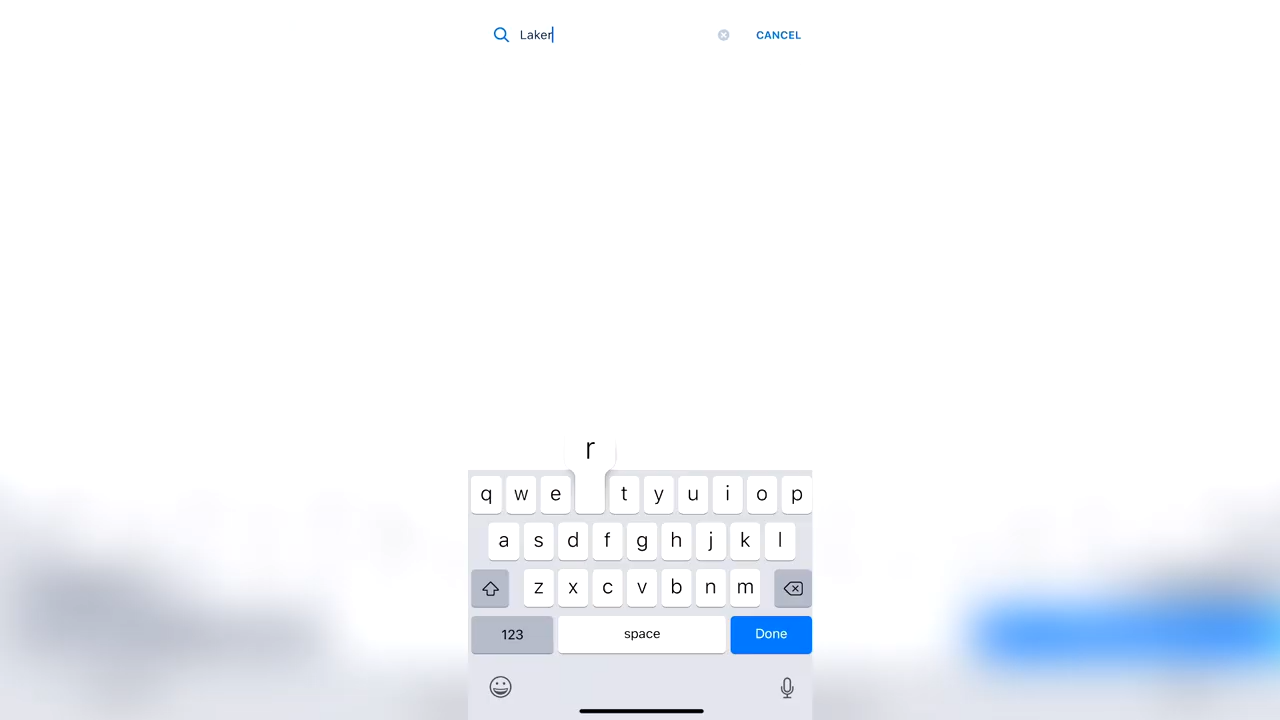 Laker CANCEL
r
q w e t y u i o p
a s d f g h j k l
z x c v b n m
123 space Done